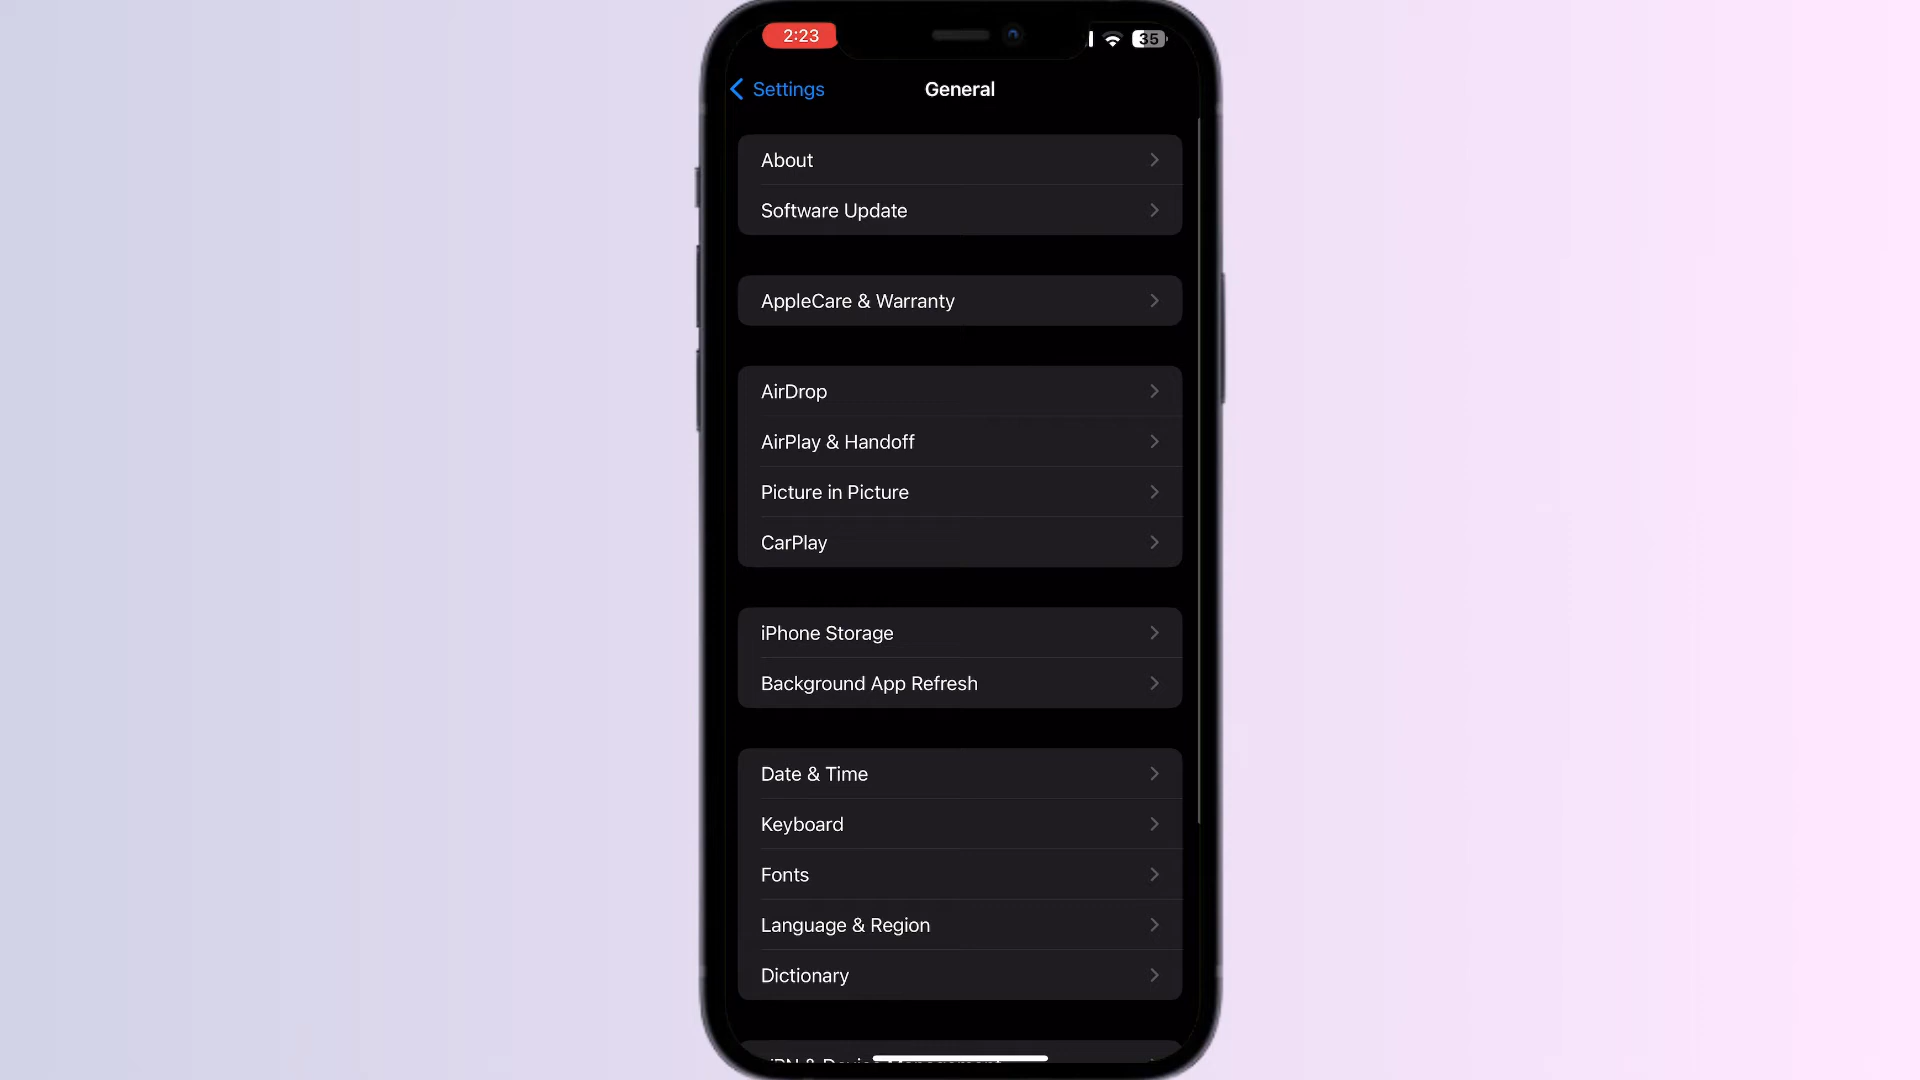 2:23
35
Settings
General
About
Software Update
AppleCare & Warranty
AirDrop
AirPlay & Handoff
Picture in Picture
CarPlay
iPhone Storage
Background App Refresh
Date & Time
Keyboard
Fonts
Language & Region
Dictionary